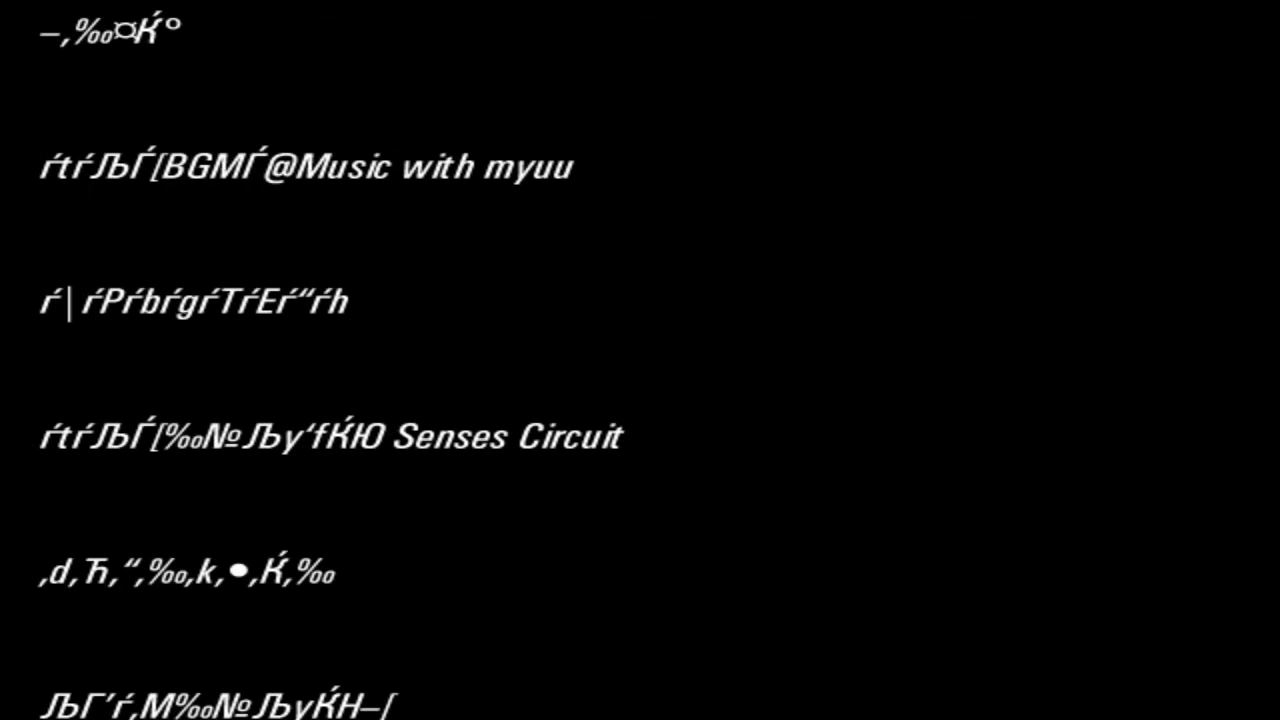 –‚‰¤Ќ°
ѓtѓЉЃ[BGMЃ@Music with myuu
ѓ|ѓPѓbѓgѓTѓEѓ“ѓh
ѓtѓЉЃ[‰№Љy‘fЌЮ Senses Circuit
‚d‚Ћ‚“‚‰‚k‚•‚Ќ‚‰
ЉГ’ѓ‚М‰№ЉyЌH–[